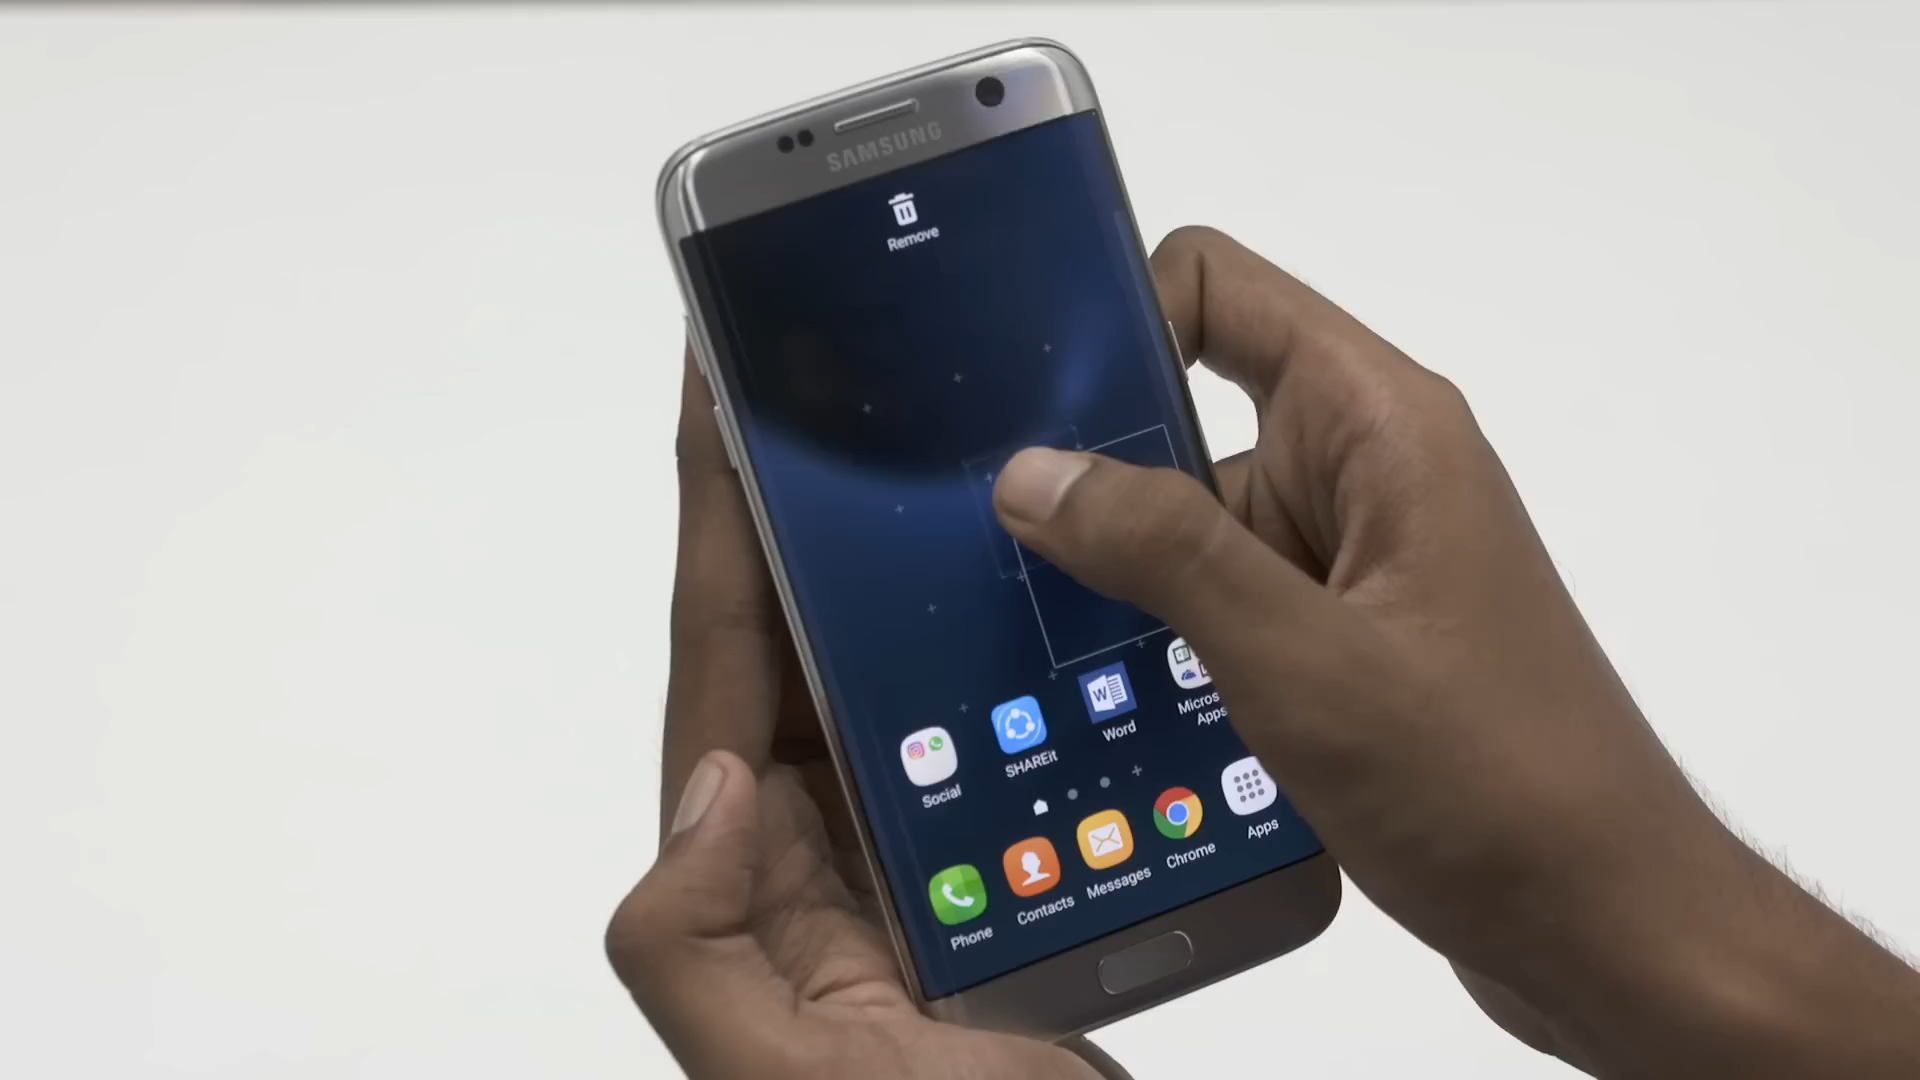 SAMSUNG
Remove
Social
SHAREit
Word
Micros
Apps
Phone
Contacts
Messages
Chrome
Apps